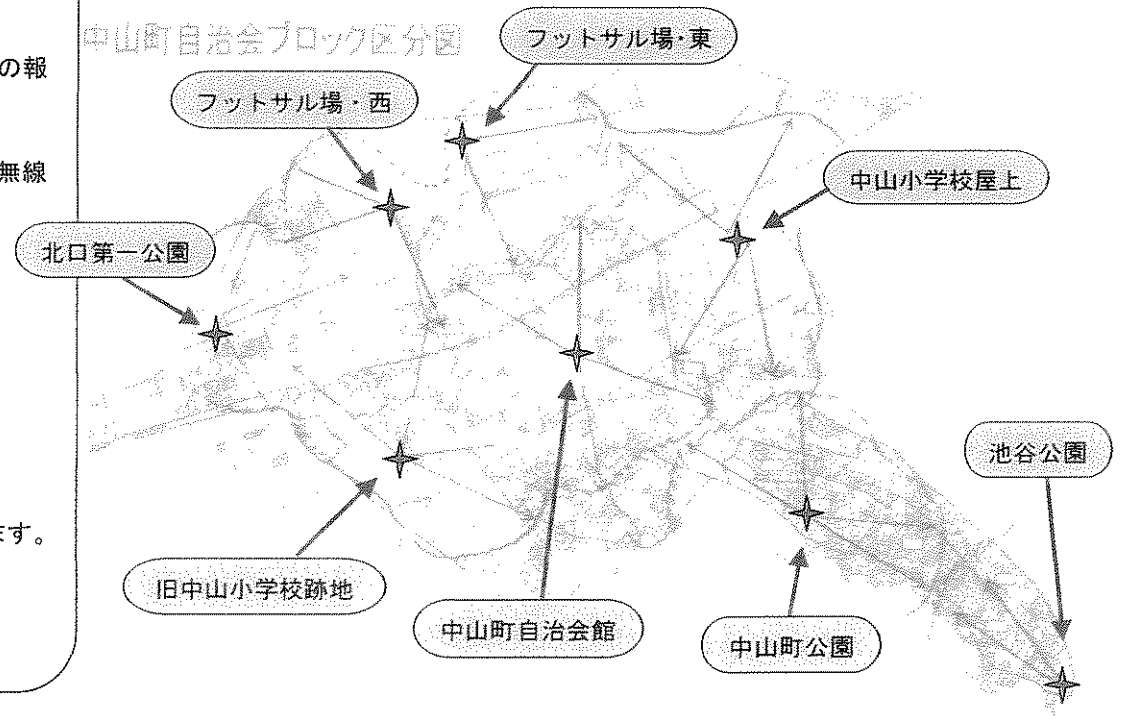 の報
無線
ます。
中山町自治会ブロック区分図
フットサル場・東
フットサル場・西
中山小学校屋上
北口第一公園
池谷公園
旧中山小学校跡地
中山町自治会館
中山町公園